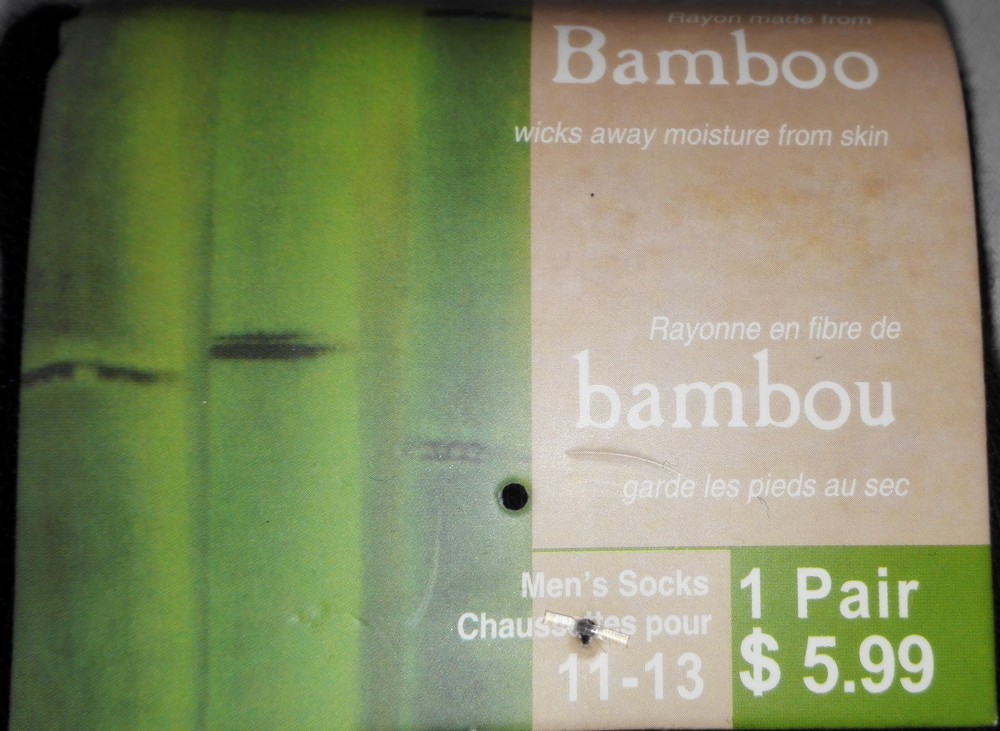 Rayon made from
Bamboo
wicks away moisture from skin
Rayonne en fibre de
bambou
garde les pieds au sec
Men's Socks
Chaussettes pour
11-13
1 Pair
$ 5.99